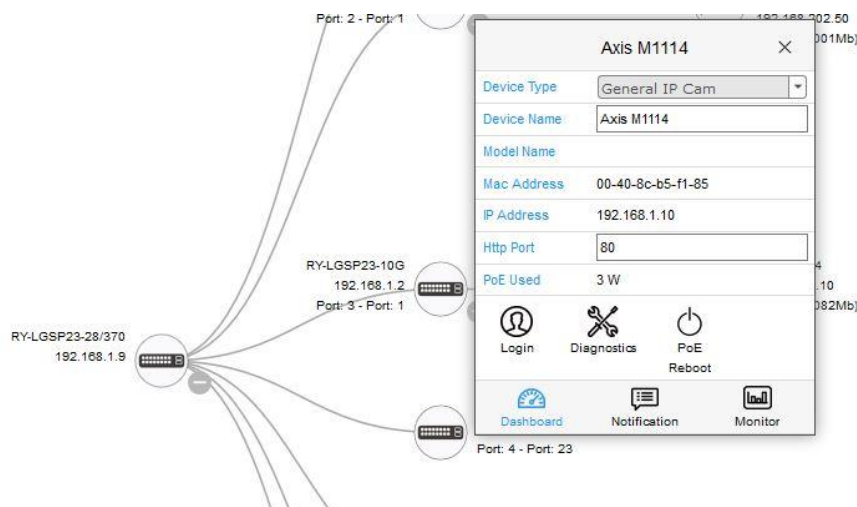 Port: 2 - Port: 1
192.168.202.50
001Mb)
Axis M1114
Device Type General IP Cam
Device Name Axis M1114
Model Name
Mac Address 00-40-8c-b5-f1-85
IP Address 192.168.1.10
Http Port 80
PoE Used 3 W
Login Diagnostics PoE Reboot
Dashboard Notification Monitor
RY-LGSP23-10G
192.168.1.2
Port: 3 - Port: 1
4
.10
082Mb)
RY-LGSP23-28/370
192.168.1.9
Port: 4 - Port: 23